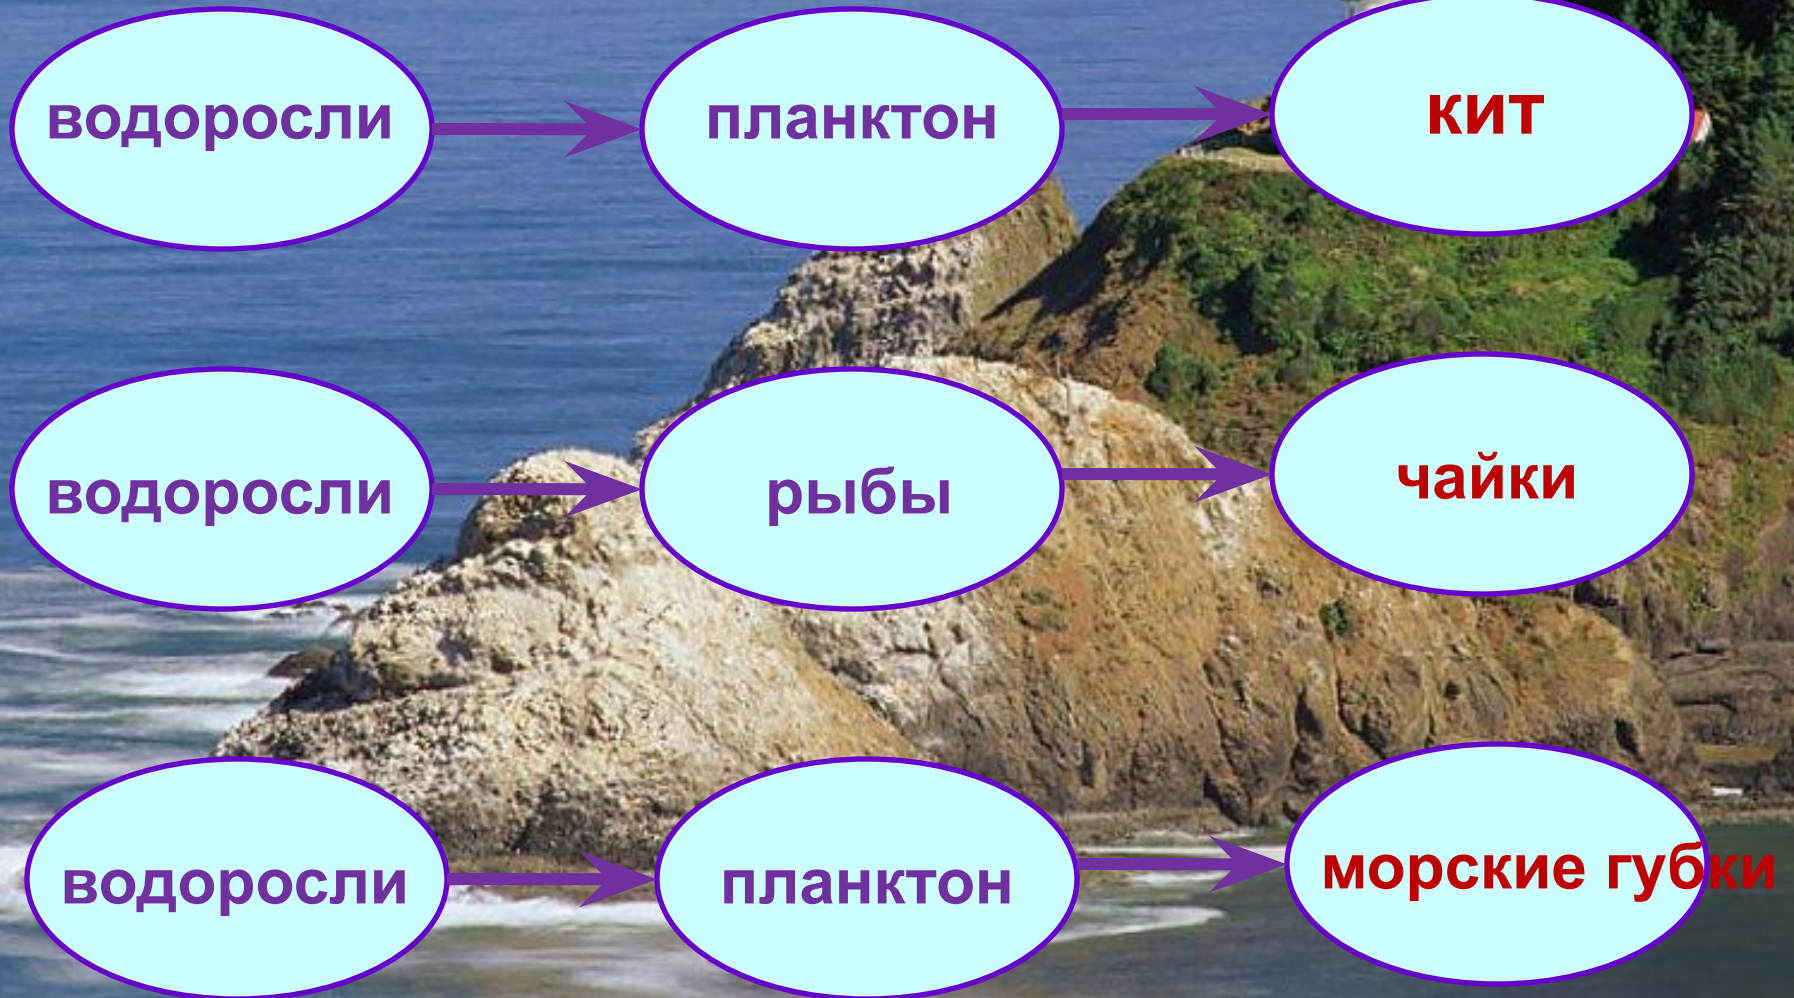 водоросли планктон кит
водоросли рыбы чайки
водоросли планктон морские губки